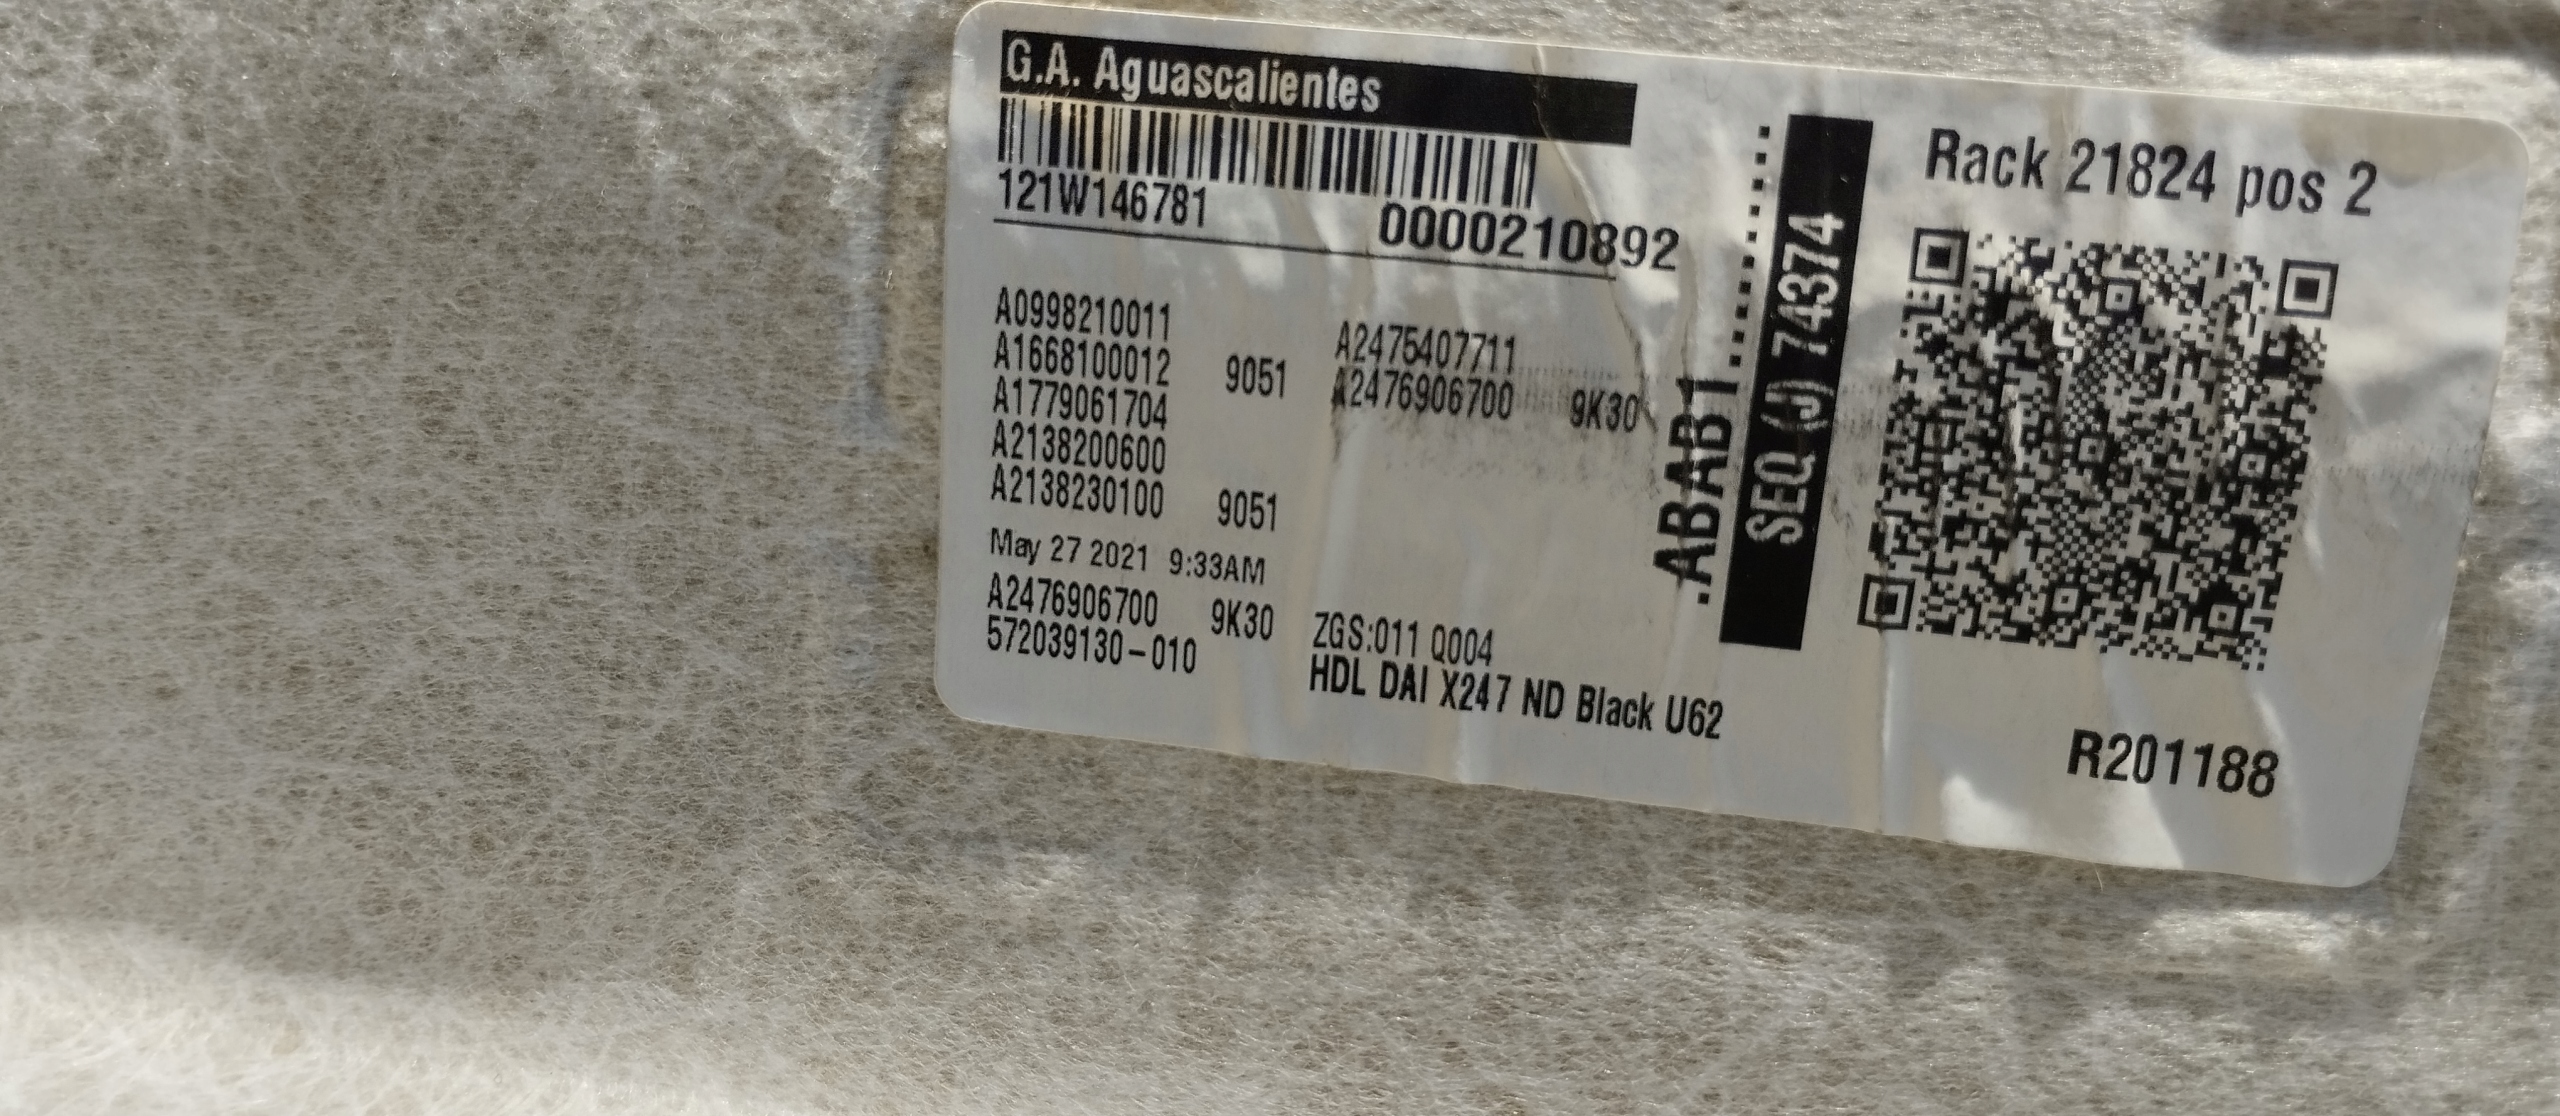 G.A. Aguascalientes
121W146781
0000210892
A0998210011
A1668100012 9051
A1779061704
A2138200600
A2138230100 9051
A2475407711
A2476906700 9K30
May 27 2021 9:33AM
A2476906700 9K30
572039130-010
ZGS:011 Q004
HDL DAI X247 ND Black U62
.ABAB1..........
SEQ (J) 74374
Rack 21824 pos 2
R201188